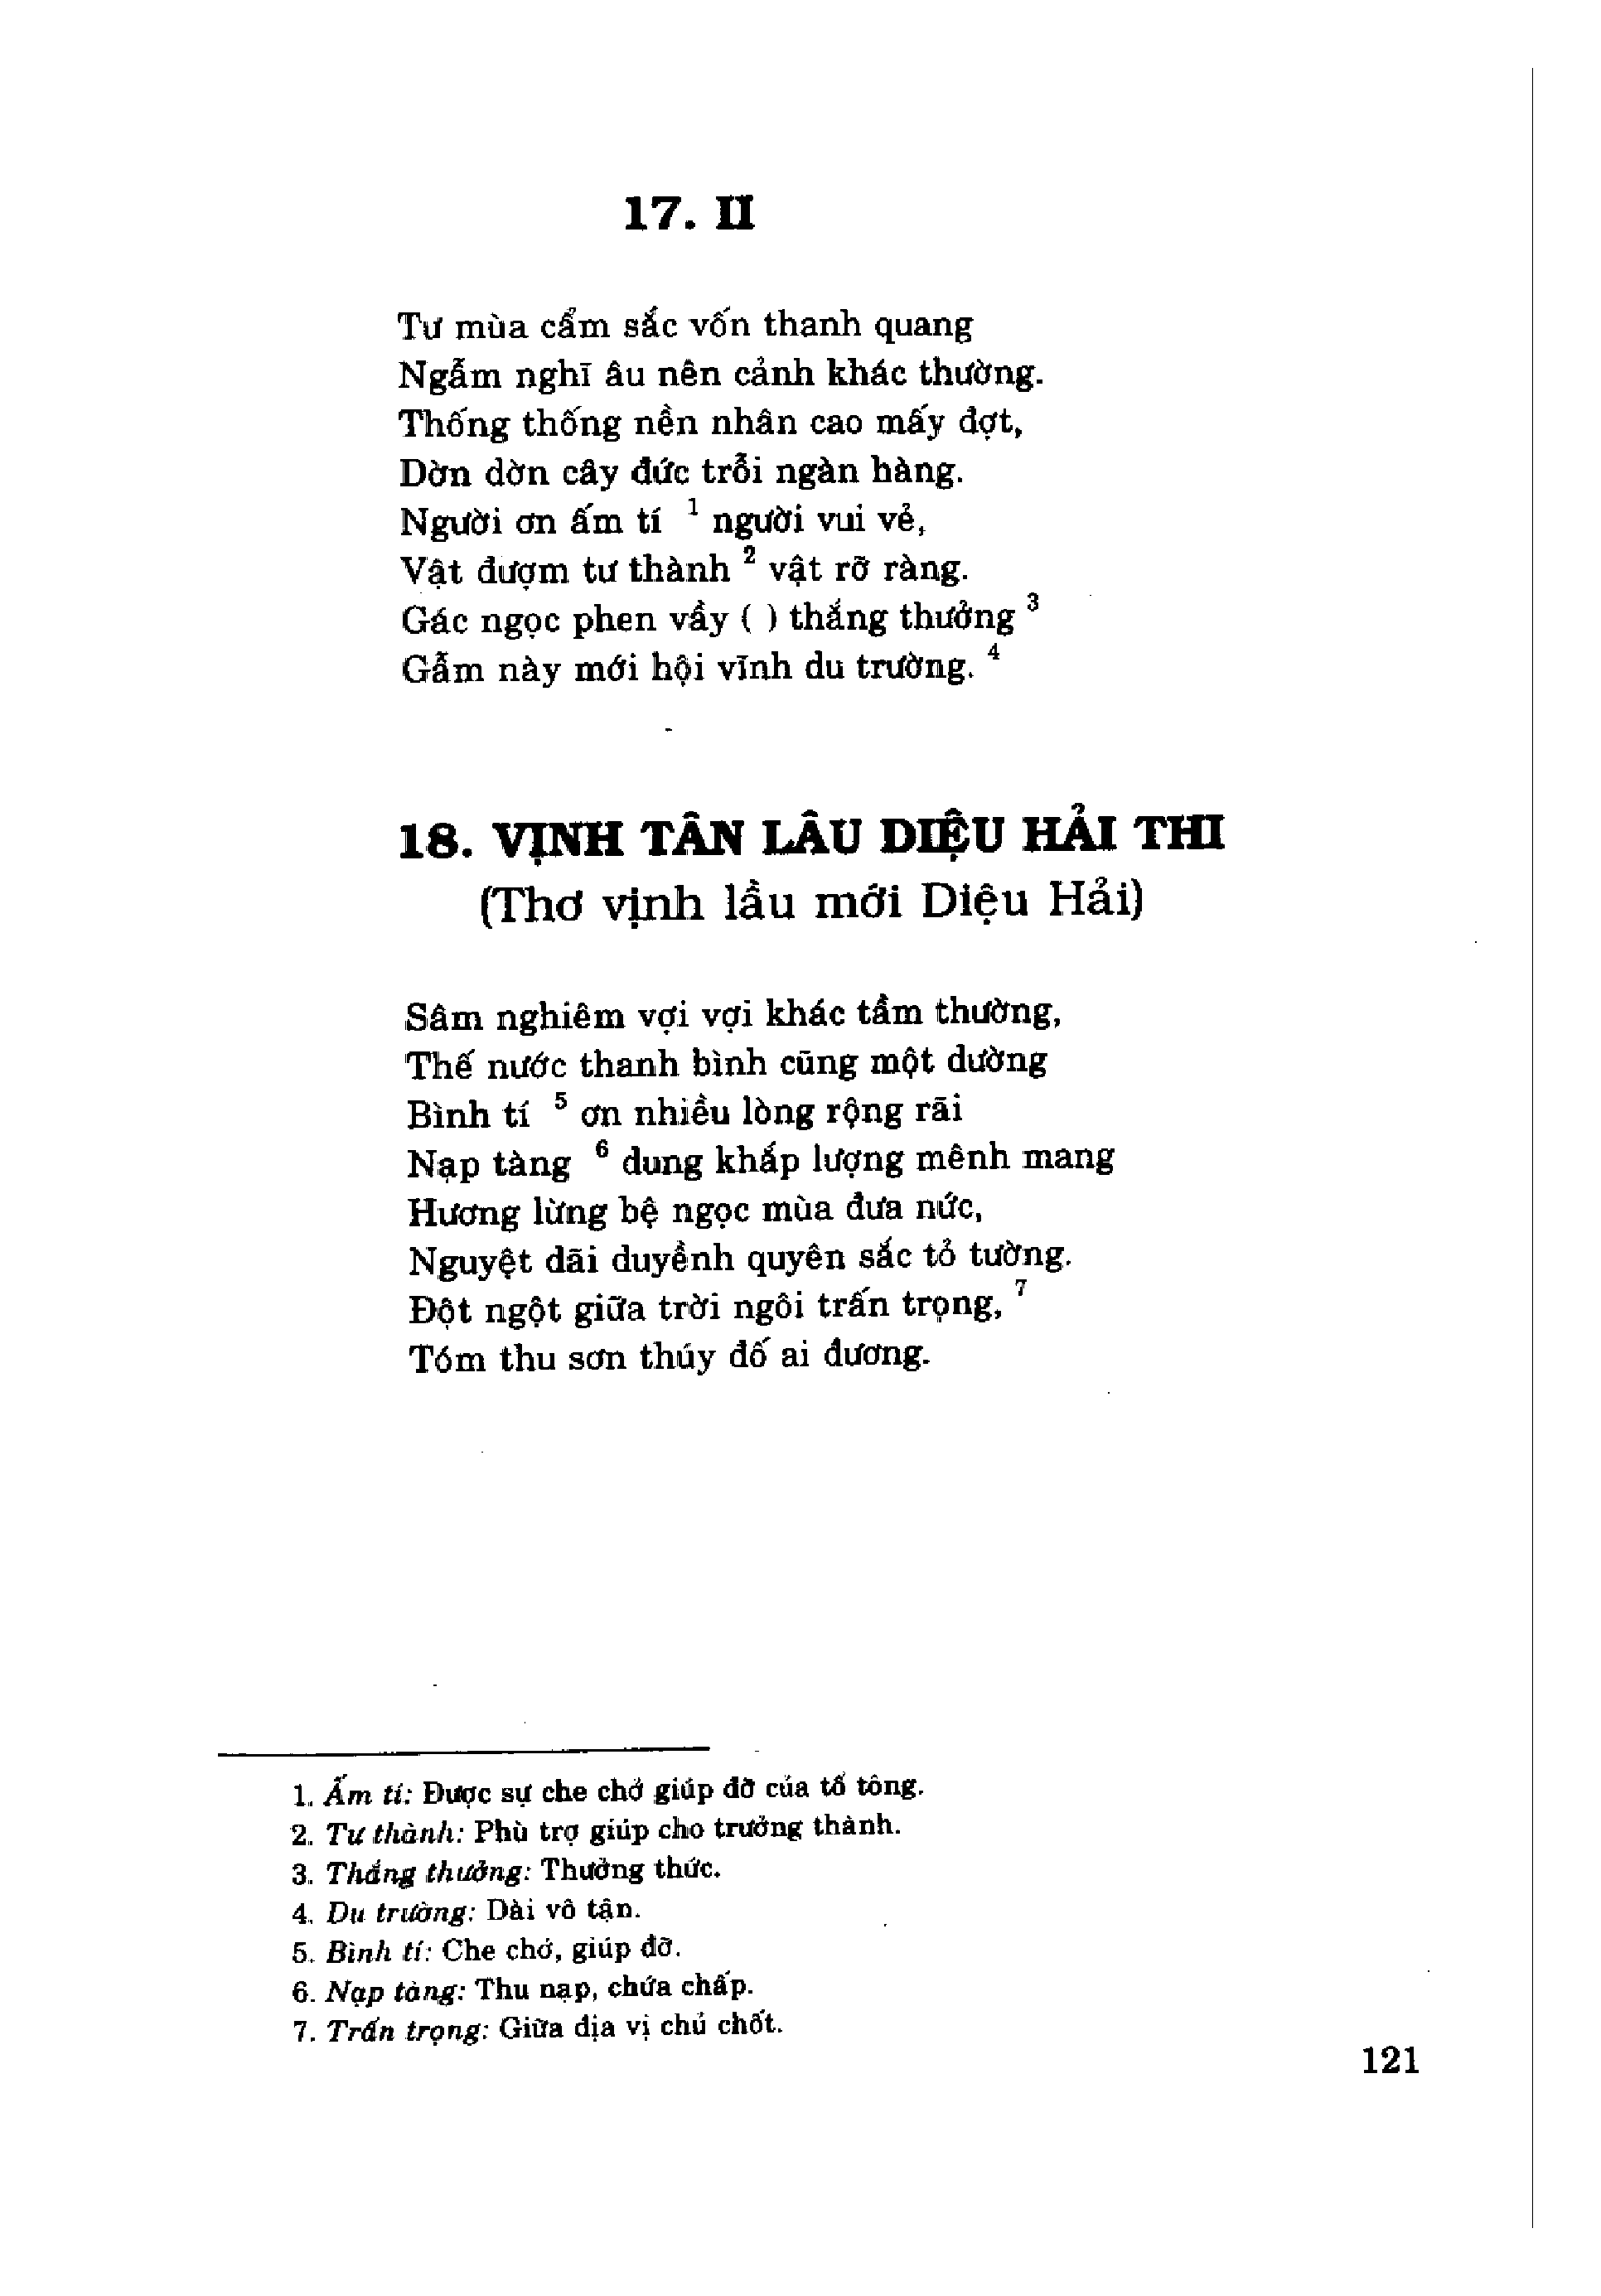 17. II
Tư mùa cẩm sắc vốn thanh quang
Ngẫm nghĩ âu nên cảnh khác thường.
Thống thống nền nhân cao mấy đợt,
Dờn dờn cây đức trỗi ngàn hàng.
Người ơn ấm tí 1 người vui vẻ,
Vật đượm tư thành 2 vật rỡ ràng.
Gác ngọc phen vầy ( ) thắng thưởng 3
Gẫm này mới hội vĩnh du trường. 4
18. VỊNH TÂN LÂU DIỆU HẢI THI
(Thơ vịnh lầu mới Diệu Hải)
Sâm nghiêm vợi vợi khác tầm thường,
Thế nước thanh bình cũng một dường
Bình tí 5 ơn nhiều lòng rộng rãi
Nạp tàng 6 dung khắp lượng mênh mang
Hương lừng bệ ngọc mùa đưa nức,
Nguyệt dãi duyềnh quyên sắc tỏ tường.
Đột ngột giữa trời ngôi trấn trọng, 7
Tóm thu sơn thúy đố ai đương.
1. Ấm tí: Được sự che chở giúp đỡ của tổ tông.
2. Tư thành: Phù trợ giúp cho trưởng thành.
3. Thắng thưởng: Thưởng thức.
4. Du trường: Dài vô tận.
5. Bình tí: Che chở, giúp đỡ.
6. Nạp tàng: Thu nạp, chứa chấp.
7. Trấn trọng: Giữa địa vị chủ chốt.
121